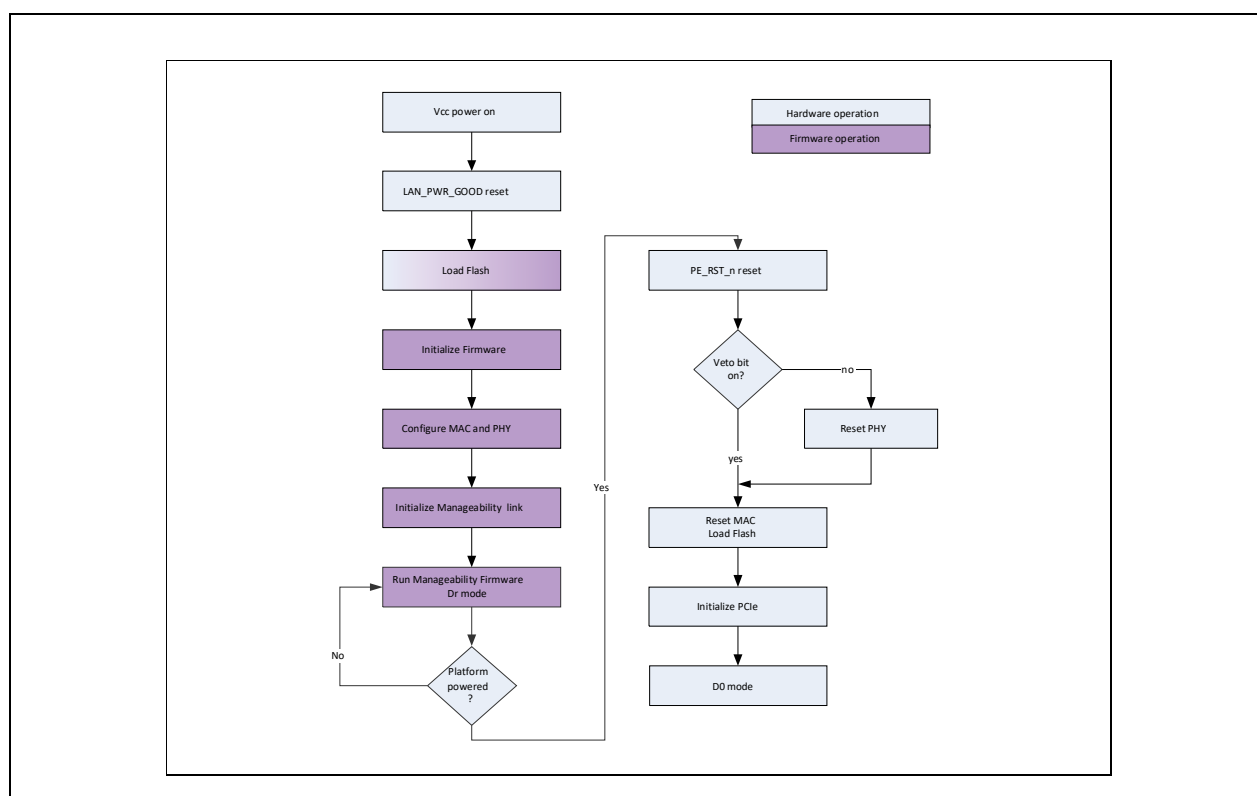 Vcc power on
LAN_PWR_GOOD reset
Load Flash
Initialize Firmware
Configure MAC and PHY
Initialize Manageability link
Run Manageability Firmware
Dr mode
No
Platform
powered
?
Yes
Hardware operation
Firmware operation
PE_RST_n reset
Veto bit
on?
no
Reset PHY
yes
Reset MAC
Load Flash
Initialize PCIe
D0 mode